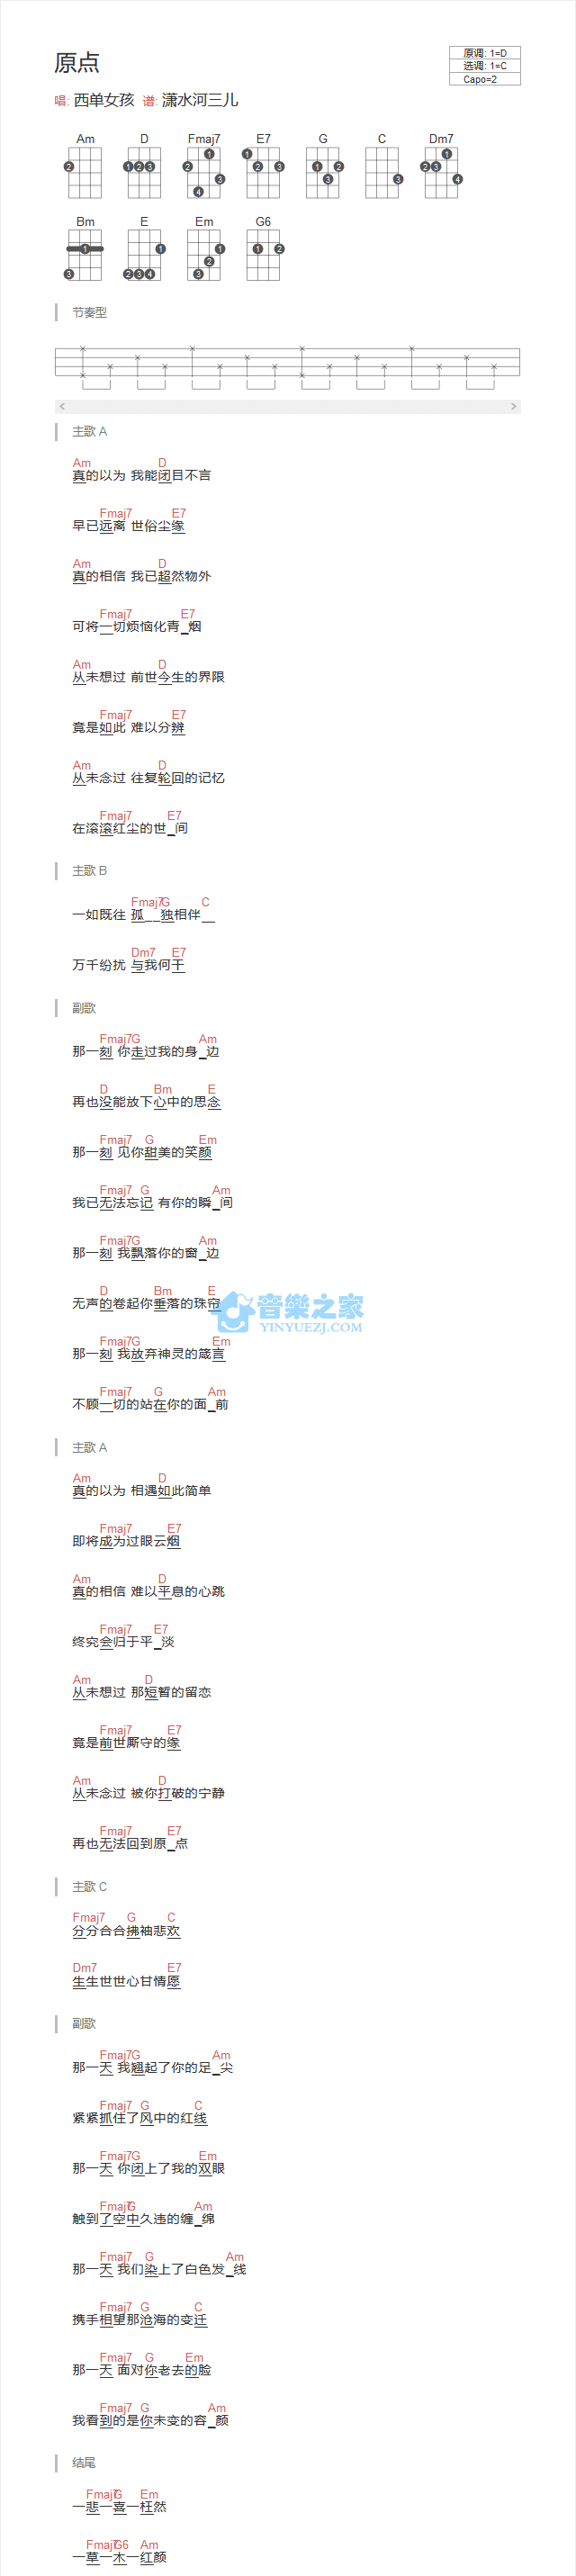 原点
原调: 1=D
选调: 1=C
Capo=2
唱: 西单女孩 谱: 潇水河三儿
Am D Fmaj7 E7 G C Dm7
Bm E Em G6
节奏型
主歌 A
Am D
真的以为 我能闭目不言
Fmaj7 E7
早已远离 世俗尘缘
Am D
真的相信 我已超然物外
Fmaj7 E7
可将一切烦恼化青_烟
Am D
从未想过 前世今生的界限
Fmaj7 E7
竟是如此 难以分辨
Am D
从未念过 往复轮回的记忆
Fmaj7 E7
在滚滚红尘的世_间
主歌 B
Fmaj7 G C
一如既往 孤__独相伴__
Dm7 E7
万千纷扰 与我何干
副歌
Fmaj7 G Am
那一刻 你走过我的身_边
D Bm E
再也没能放下心中的思念
Fmaj7 G Em
那一刻 见你甜美的笑颜
Fmaj7 G Am
我已无法忘记 有你的瞬_间
Fmaj7 G Am
那一刻 我飘落你的窗_边
D Bm E
无声的卷起你垂落的珠帘
音樂之家
YINYUEZJ.COM
Fmaj7 G Em
那一刻 我放弃神灵的箴言
Fmaj7 G Am
不顾一切的站在你的面_前
主歌 A
Am D
真的以为 相遇如此简单
Fmaj7 E7
即将成为过眼云烟
Am D
真的相信 难以平息的心跳
Fmaj7 E7
终究会归于平_淡
Am D
从未想过 那短暂的留恋
Fmaj7 E7
竟是前世厮守的缘
Am D
从未念过 被你打破的宁静
Fmaj7 E7
再也无法回到原_点
主歌 C
Fmaj7 G C
分分合合拂袖悲欢
Dm7 E7
生生世世心甘情愿
副歌
Fmaj7 G Am
那一天 我翘起了你的足_尖
Fmaj7 G C
紧紧抓住了风中的红线
Fmaj7 G Em
那一天 你闭上了我的双眼
Fmaj7 G Am
触到了空中久违的缠_绵
Fmaj7 G Am
那一天 我们染上了白色发_线
Fmaj7 G C
携手相望那沧海的变迁
Fmaj7 G Em
那一天 面对你老去的脸
Fmaj7 G Am
我看到的是你未变的容_颜
结尾
Fmaj7 G Em
一悲一喜一枉然
Fmaj7 G6 Am
一草一木一红颜